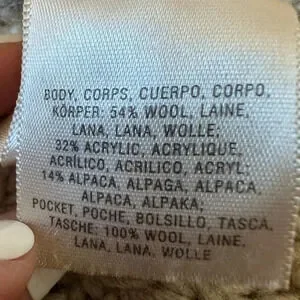 BODY, CORPS, CUERPO, CORPO,
KÖRPER: 54% WOOL, LAINE,
LANA, LANA, WOLLE;
32% ACRYLIC, ACRYLIQUE,
ACRÍLICO, ACRILICO, ACRYL;
14% ALPACA, ALPAGA, ALPACA,
ALPACA, ALPAKA;
POCKET, POCHE, BOLSILLO, TASCA,
TASCHE: 100% WOOL, LAINE,
LANA, LANA, WOLLE